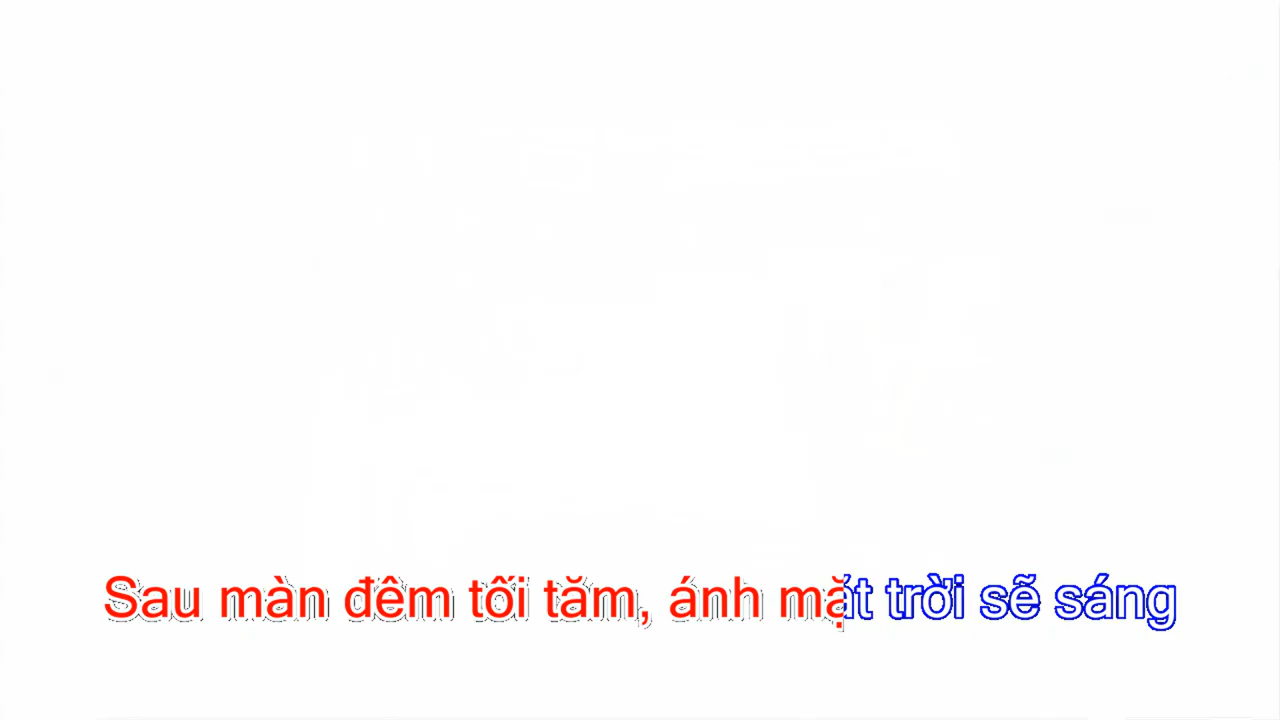 Sau màn đêm tối tăm, ánh mặt trời sẽ sáng